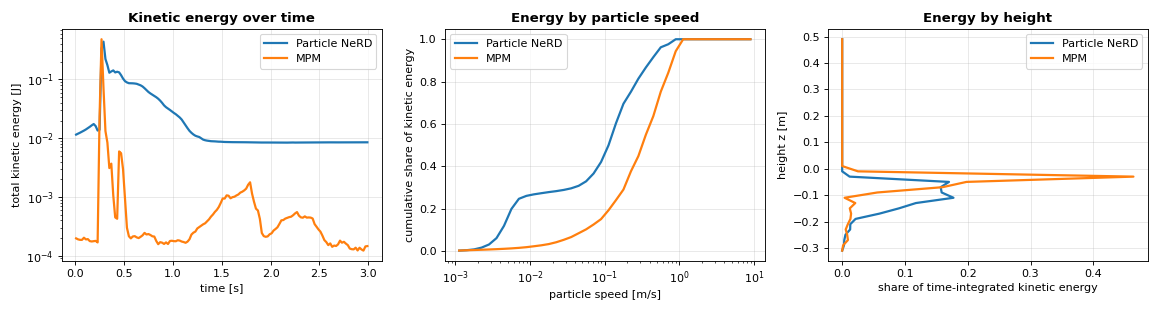 Kinetic energy over time
total kinetic energy [J]
10⁻¹
10⁻²
10⁻³
10⁻⁴
Particle NeRD
MPM
0.0 0.5 1.0 1.5 2.0 2.5 3.0
time [s]
Energy by particle speed
cumulative share of kinetic energy
1.0
0.8
0.6
0.4
0.2
0.0
Particle NeRD
MPM
10⁻³ 10⁻² 10⁻¹ 10⁰ 10¹
particle speed [m/s]
Energy by height
height z [m]
0.5
0.4
0.3
0.2
0.1
0.0
−0.1
−0.2
−0.3
Particle NeRD
MPM
0.0 0.1 0.2 0.3 0.4
share of time-integrated kinetic energy